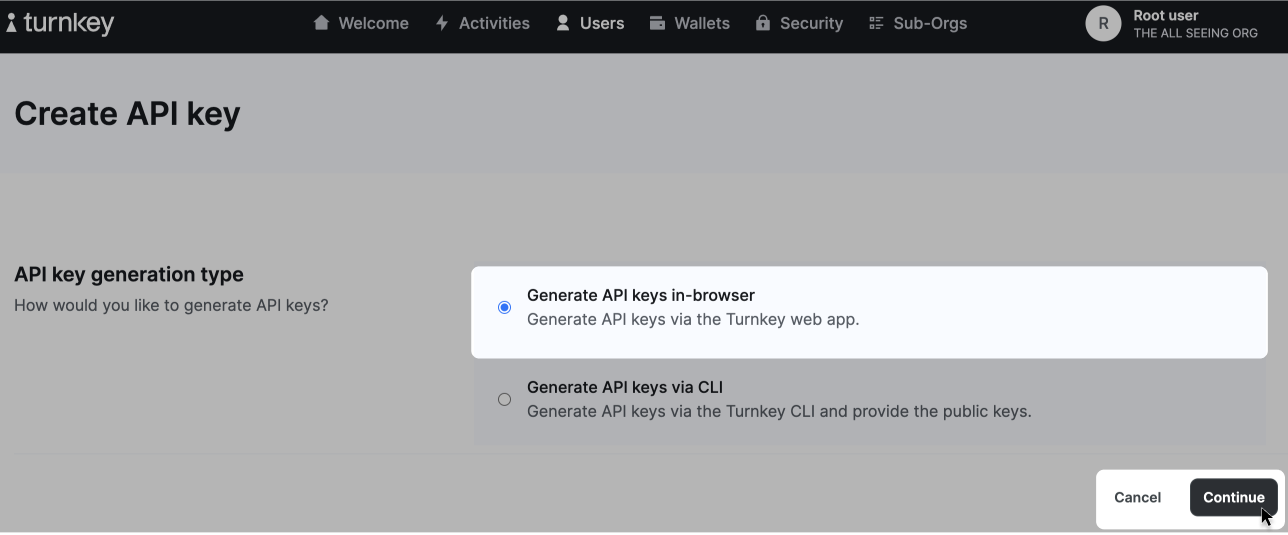 turnkey Welcome Activities Users Wallets Security Sub-Orgs R Root user
THE ALL SEEING ORG
Create API key
API key generation type
How would you like to generate API keys?
Generate API keys in-browser
Generate API keys via the Turnkey web app.
Generate API keys via CLI
Generate API keys via the Turnkey CLI and provide the public keys.
Cancel Continue